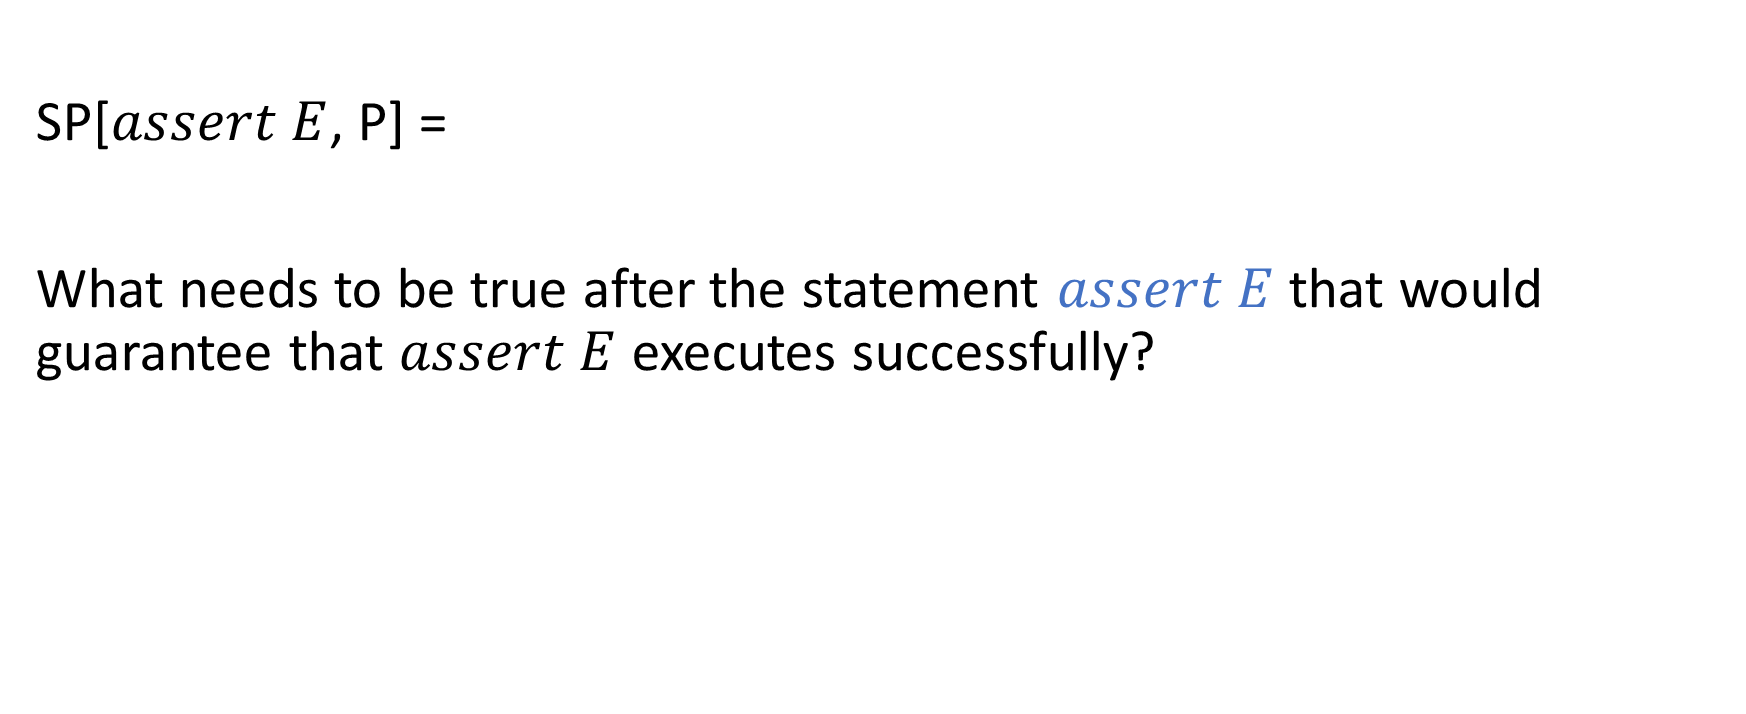 SP[assert E, P] =
What needs to be true after the statement assert E that would
guarantee that assert E executes successfully?